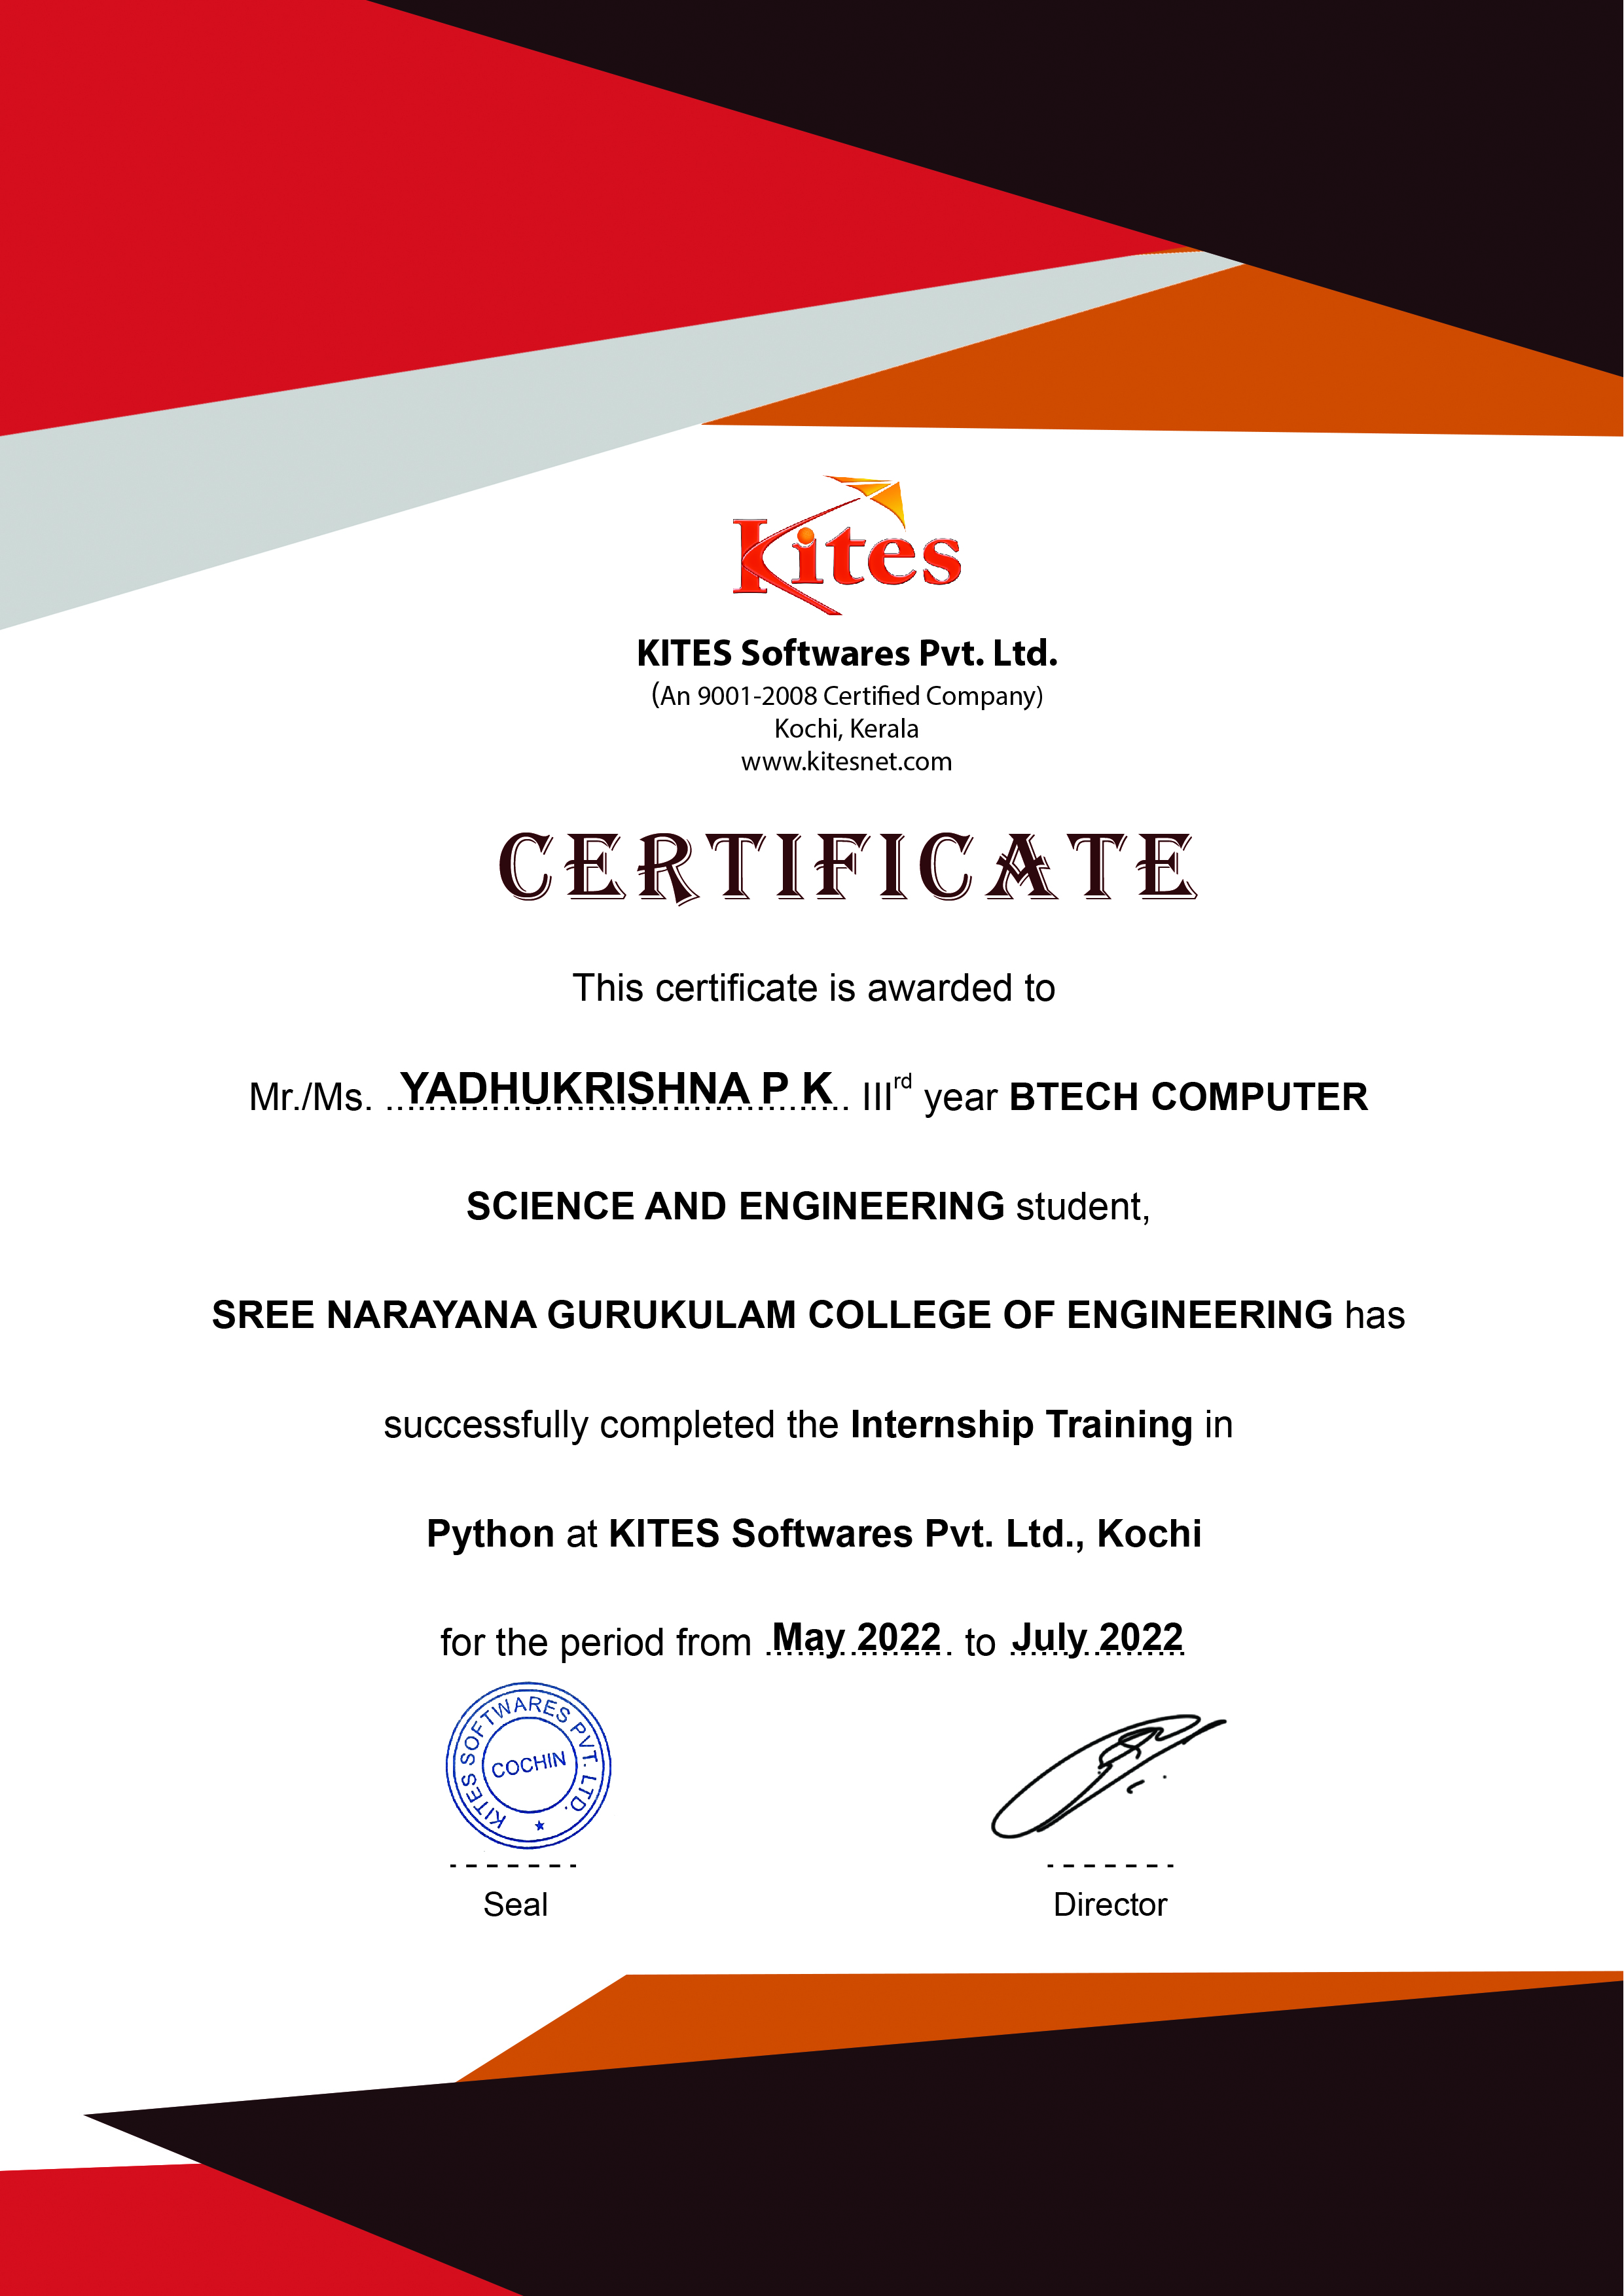 Kites
KITES Softwares Pvt. Ltd.
(An 9001-2008 Certified Company)
Kochi, Kerala
www.kitesnet.com
CERTIFICATE
This certificate is awarded to
Mr./Ms. YADHUKRISHNA P K IIIrd year BTECH COMPUTER
SCIENCE AND ENGINEERING student,
SREE NARAYANA GURUKULAM COLLEGE OF ENGINEERING has
successfully completed the Internship Training in
Python at KITES Softwares Pvt. Ltd., Kochi
for the period from May 2022 to July 2022
KITES SOFTWARES PVT. LTD.
COCHIN
Seal
Director